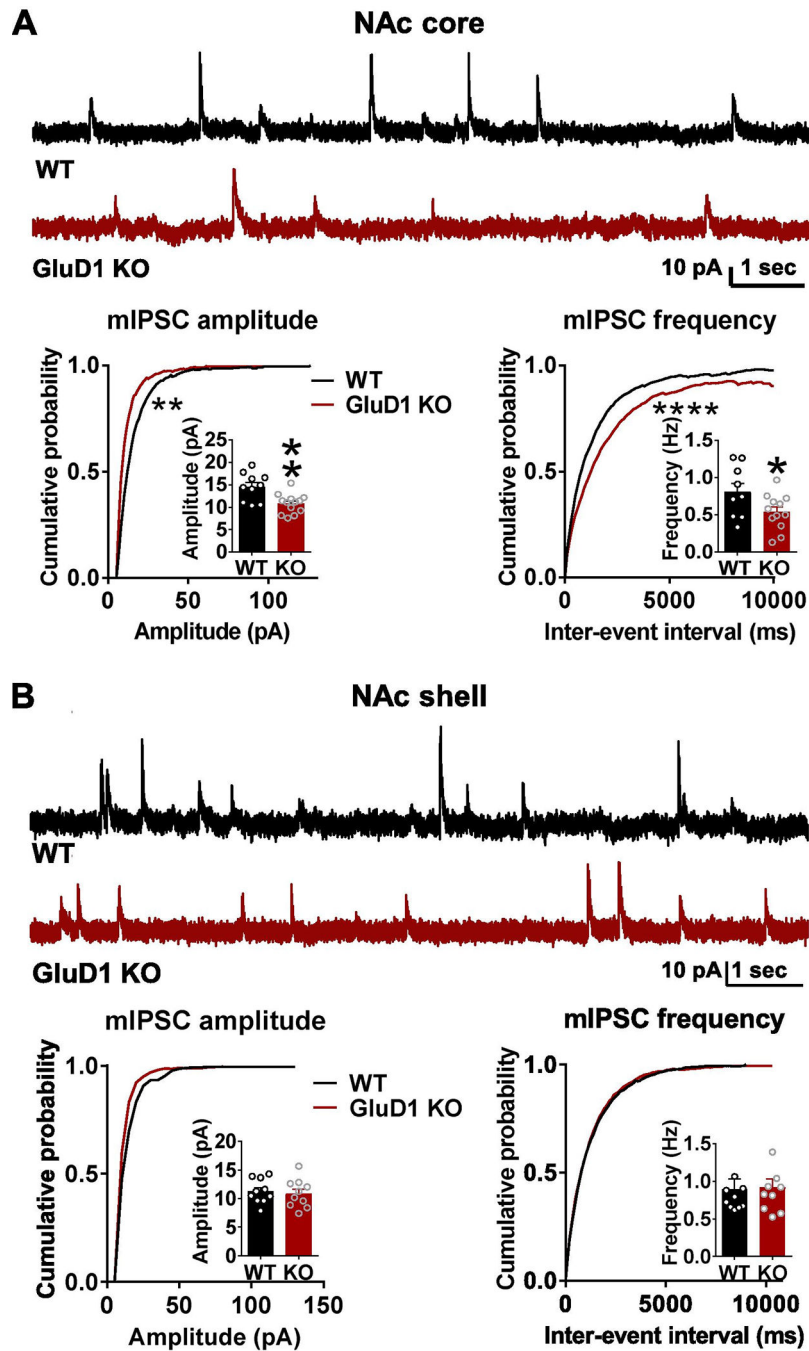 A
NAc core
WT
GluD1 KO
10 pA 1 sec
mIPSC amplitude
Cumulative probability
1.0
0.5
0.0
0 50 100
Amplitude (pA)
**
WT
GluD1 KO
Amplitude (pA)
25
20
15
10
5
0
WT KO
**
mIPSC frequency
Cumulative probability
1.0
0.5
0.0
0 5000 10000
Inter-event interval (ms)
****
Frequency (Hz)
1.5
1.0
0.5
0.0
WT KO
*
B
NAc shell
WT
GluD1 KO
10 pA 1 sec
mIPSC amplitude
Cumulative probability
1.0
0.5
0.0
0 50 100 150
Amplitude (pA)
WT
GluD1 KO
Amplitude (pA)
20
15
10
5
0
WT KO
mIPSC frequency
Cumulative probability
1.0
0.5
0.0
0 5000 10000
Inter-event interval (ms)
Frequency (Hz)
1.5
1.0
0.5
0.0
WT KO